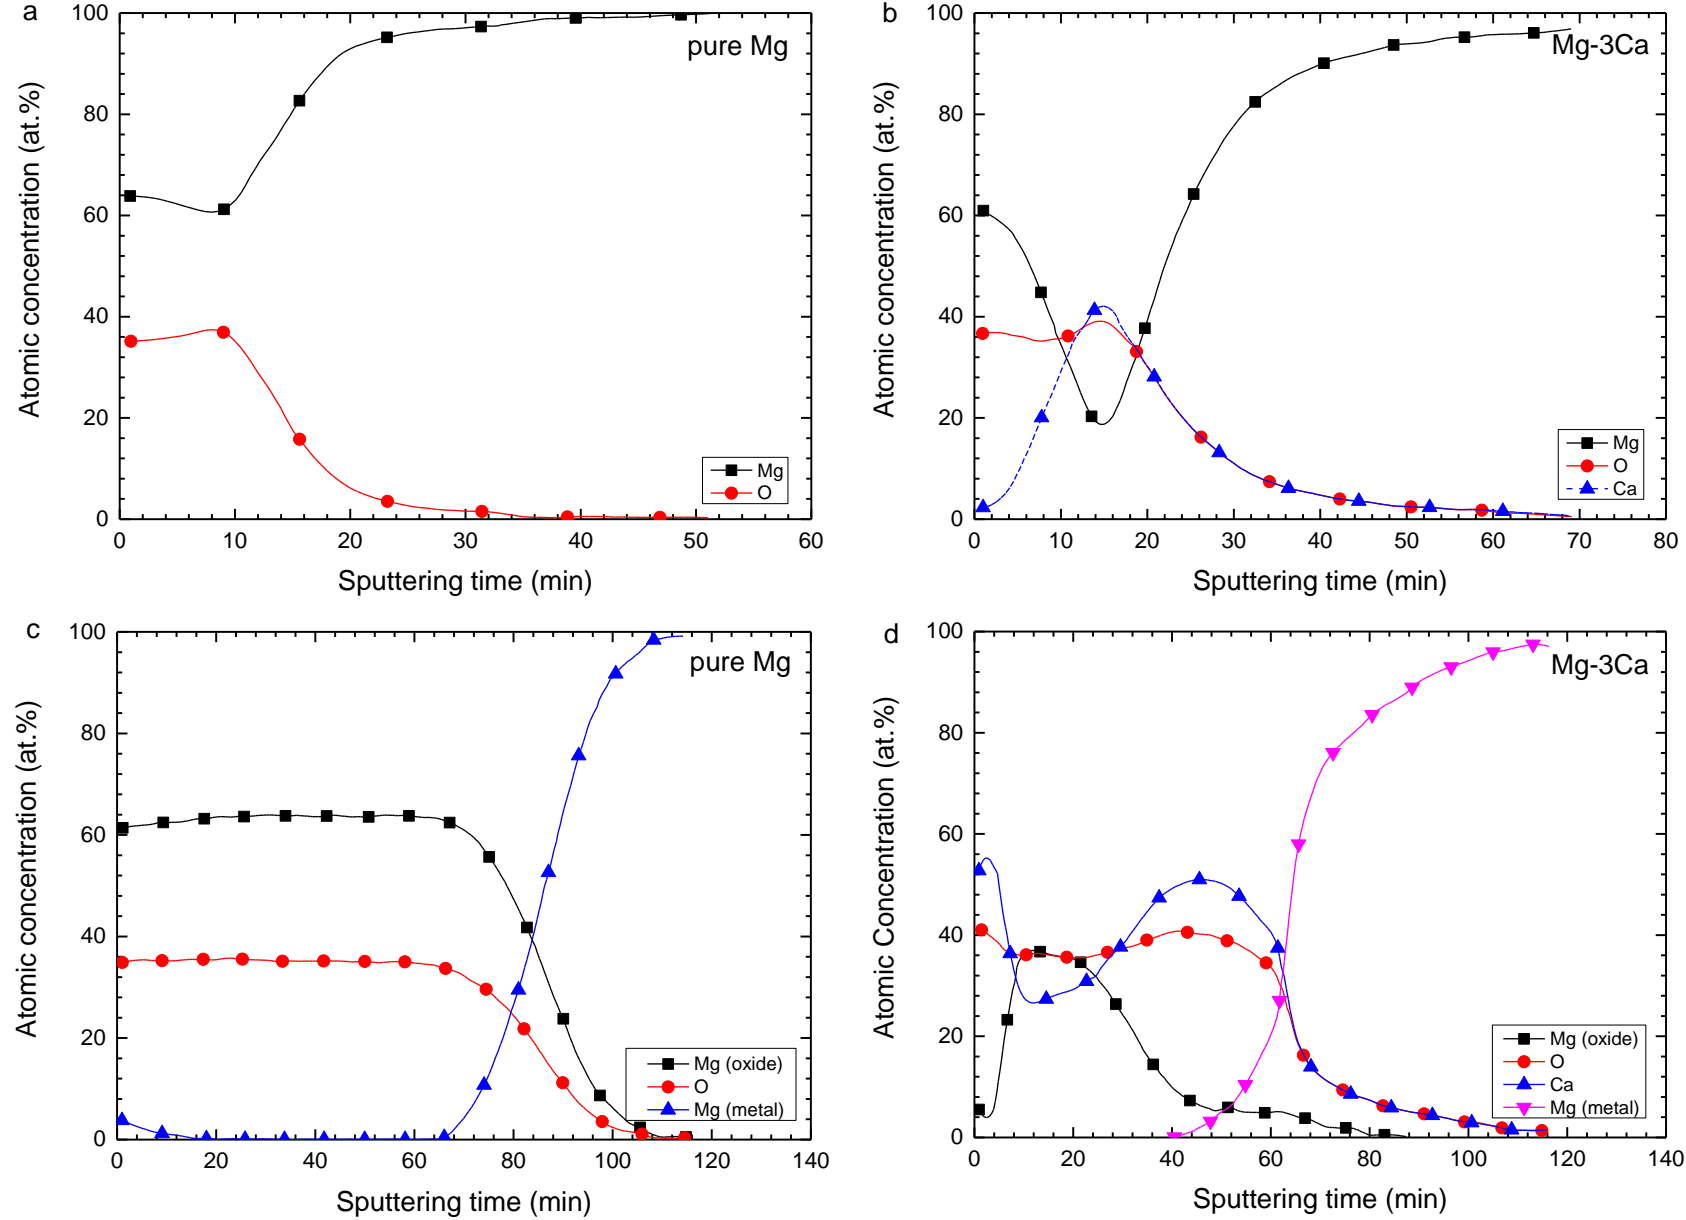 a
pure Mg
Atomic concentration (at.%)
100
80
60
40
20
0
Mg
O
0 10 20 30 40 50 60
Sputtering time (min)
b
Mg-3Ca
Atomic concentration (at.%)
100
80
60
40
20
0
Mg
O
Ca
0 10 20 30 40 50 60 70 80
Sputtering time (min)
c
pure Mg
Atomic concentration (at.%)
100
80
60
40
20
0
Mg (oxide)
O
Mg (metal)
0 20 40 60 80 100 120 140
Sputtering time (min)
d
Mg-3Ca
Atomic Concentration (at.%)
100
80
60
40
20
0
Mg (oxide)
O
Ca
Mg (metal)
0 20 40 60 80 100 120 140
Sputtering time (min)